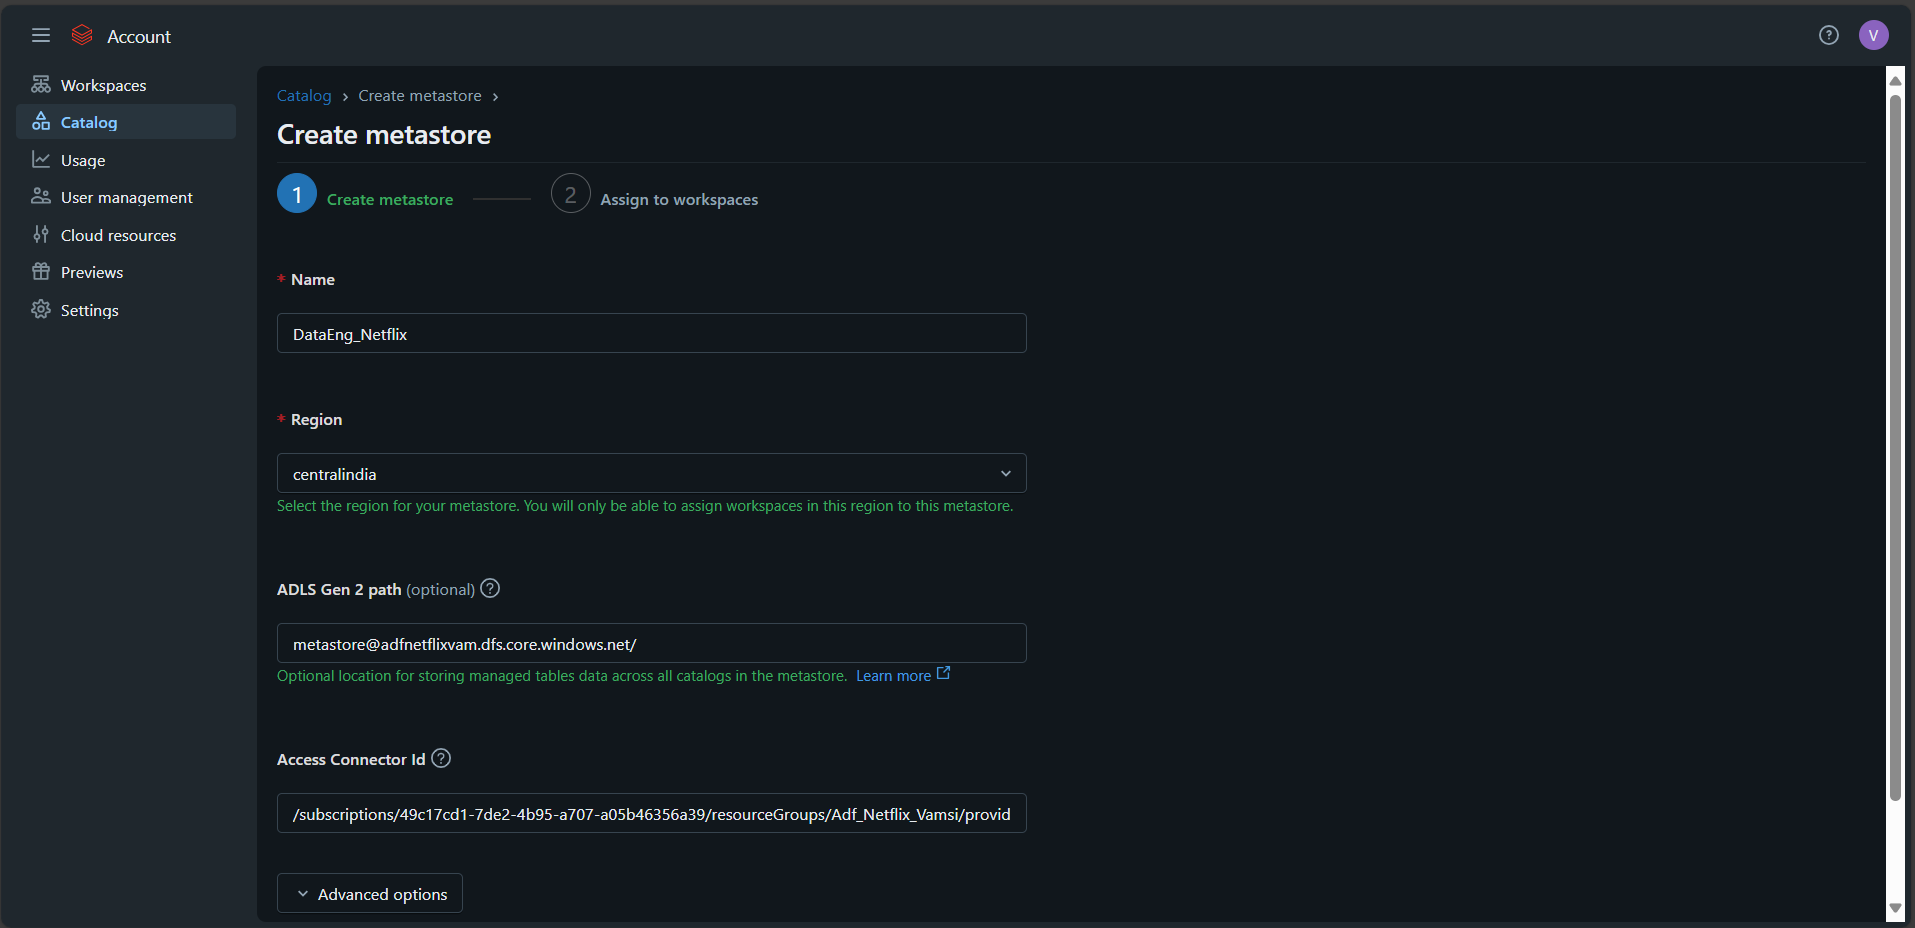 Account
V
Workspaces
Catalog
Usage
User management
Cloud resources
Previews
Settings
Catalog › Create metastore ›
Create metastore
1 Create metastore 2 Assign to workspaces
* Name
DataEng_Netflix
* Region
centralindia
Select the region for your metastore. You will only be able to assign workspaces in this region to this metastore.
ADLS Gen 2 path (optional) ?
metastore@adfnetflixvam.dfs.core.windows.net/
Optional location for storing managed tables data across all catalogs in the metastore. Learn more
Access Connector Id ?
/subscriptions/49c17cd1-7de2-4b95-a707-a05b46356a39/resourceGroups/Adf_Netflix_Vamsi/provid
Advanced options